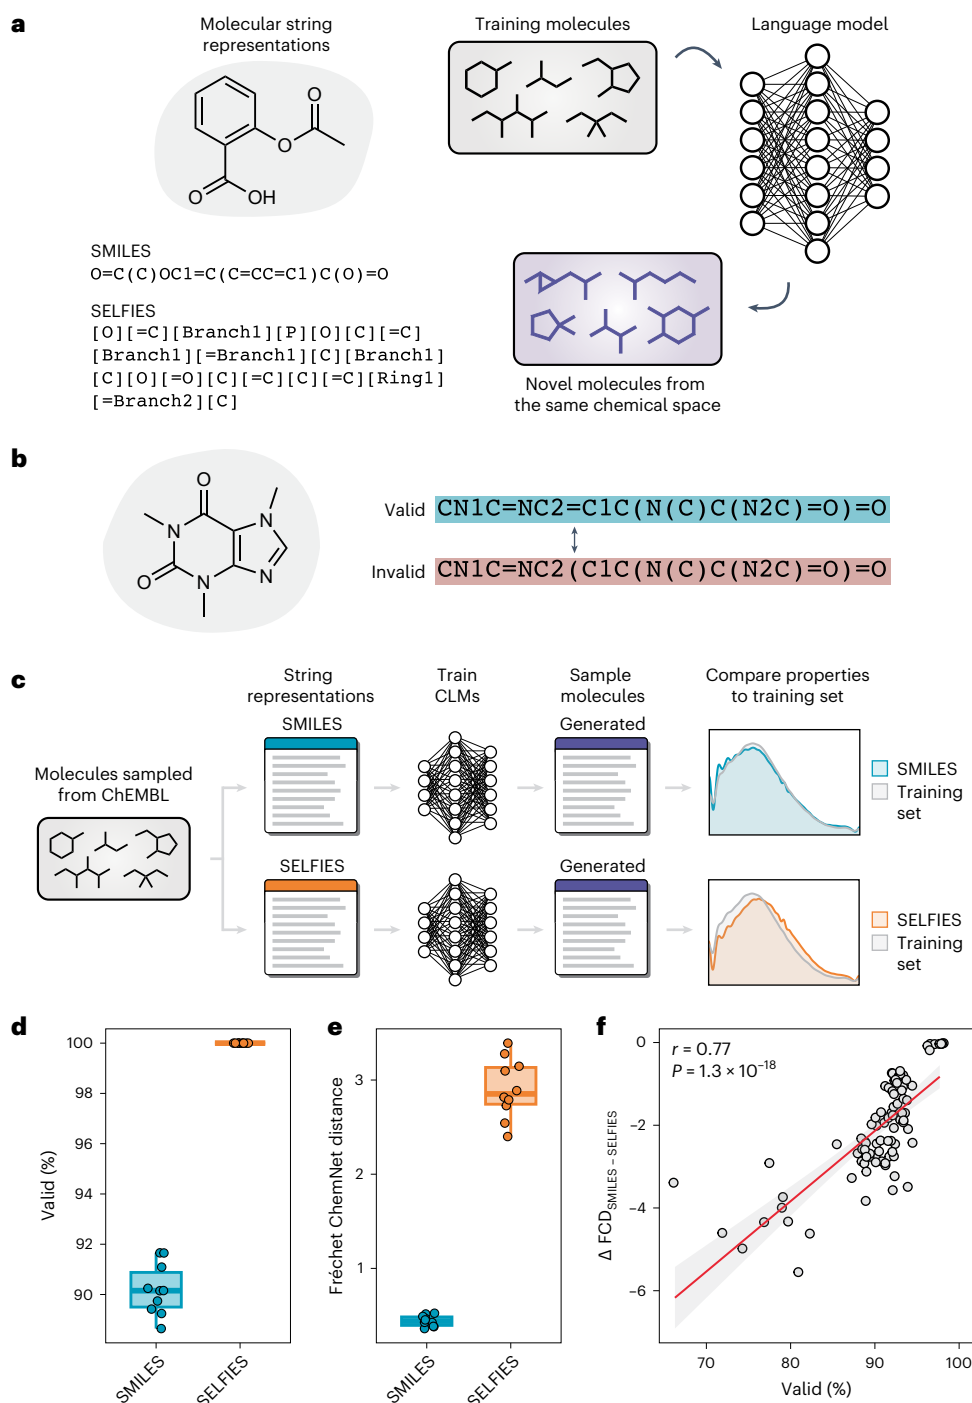 a
Molecular string
representations
Training molecules
Language model
O
O
O
OH
SMILES
O=C(C)OC1=C(C=CC=C1)C(O)=O
SELFIES
[O][=C][Branch1][P][O][C][=C]
[Branch1][=Branch1][C][Branch1]
[C][O][=O][C][=C][C][=C][Ring1]
[=Branch2][C]
Novel molecules from
the same chemical space
b
O
N
N
O
N
N
Valid
CN1C=NC2=C1C(N(C)C(N2C)=O)=O
Invalid
CN1C=NC2(C1C(N(C)C(N2C)=O)=O
c
String
representations
Train
CLMs
Sample
molecules
Compare properties
to training set
SMILES
Generated
Molecules sampled
from ChEMBL
SMILES
Training
set
SELFIES
Generated
SELFIES
Training
set
d
Valid (%)
100
98
96
94
92
90
SMILES
SELFIES
e
Fréchet ChemNet distance
3
2
1
SMILES
SELFIES
f
r = 0.77
P = 1.3 × 10⁻¹⁸
Δ FCD SMILES – SELFIES
0
−2
−4
−6
70
80
90
100
Valid (%)